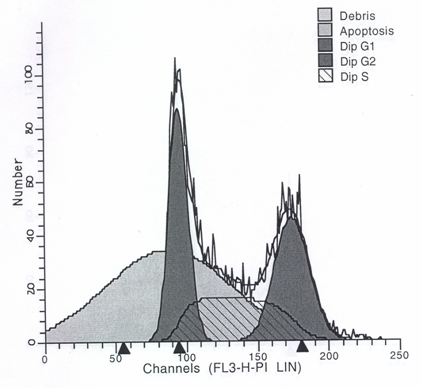 Debris
Apoptosis
Dip G1
Dip G2
Dip S
Number
100
80
60
40
20
0
0 50 100 150 200 250
Channels (FL3-H-PI LIN)